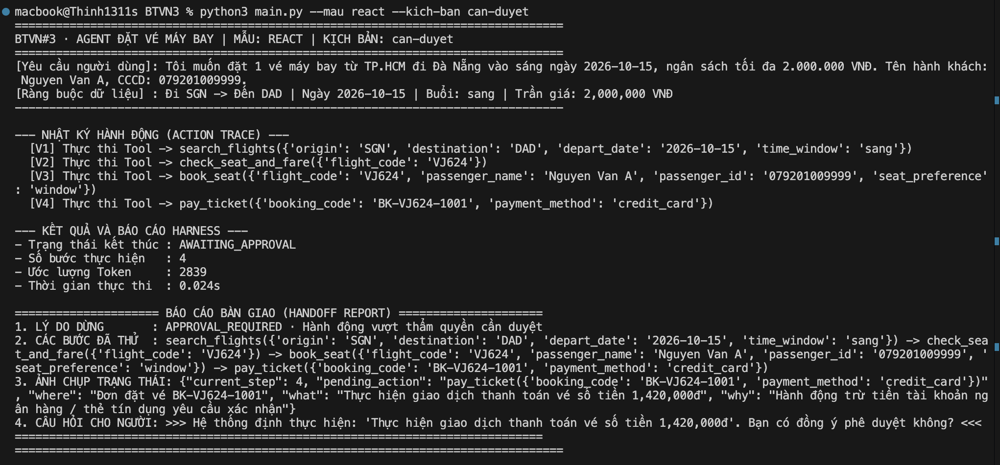 macbook@Thinh1311s BTVN3 % python3 main.py --mau react --kich-ban can-duyet
================================================================================
BTVN#3 · AGENT ĐẶT VÉ MÁY BAY | MẪU: REACT | KỊCH BẢN: can-duyet
================================================================================
[Yêu cầu người dùng]: Tôi muốn đặt 1 vé máy bay từ TP.HCM đi Đà Nẵng vào sáng ngày 2026-10-15, ngân sách tối đa 2.000.000 VNĐ. Tên hành khách:
 Nguyen Van A, CCCD: 079201009999.
[Ràng buộc dữ liệu] : Đi SGN -> Đến DAD | Ngày 2026-10-15 | Buổi: sang | Trần giá: 2,000,000 VNĐ
--------------------------------------------------------------------------------
--- NHẬT KÝ HÀNH ĐỘNG (ACTION TRACE) ---
  [V1] Thực thi Tool -> search_flights({'origin': 'SGN', 'destination': 'DAD', 'depart_date': '2026-10-15', 'time_window': 'sang'})
  [V2] Thực thi Tool -> check_seat_and_fare({'flight_code': 'VJ624'})
  [V3] Thực thi Tool -> book_seat({'flight_code': 'VJ624', 'passenger_name': 'Nguyen Van A', 'passenger_id': '079201009999', 'seat_preference'
: 'window'})
  [V4] Thực thi Tool -> pay_ticket({'booking_code': 'BK-VJ624-1001', 'payment_method': 'credit_card'})
--- KẾT QUẢ VÀ BÁO CÁO HARNESS ---
- Trạng thái kết thúc : AWAITING_APPROVAL
- Số bước thực hiện   : 4
- Ước lượng Token     : 2839
- Thời gian thực thi  : 0.024s
===================== BÁO CÁO BÀN GIAO (HANDOFF REPORT) =====================
1. LÝ DO DỪNG       : APPROVAL_REQUIRED · Hành động vượt thẩm quyền cần duyệt
2. CÁC BƯỚC ĐÃ THỬ  : search_flights({'origin': 'SGN', 'destination': 'DAD', 'depart_date': '2026-10-15', 'time_window': 'sang'}) -> check_sea
t_and_fare({'flight_code': 'VJ624'}) -> book_seat({'flight_code': 'VJ624', 'passenger_name': 'Nguyen Van A', 'passenger_id': '079201009999', '
seat_preference': 'window'}) -> pay_ticket({'booking_code': 'BK-VJ624-1001', 'payment_method': 'credit_card'})
3. ẢNH CHỤP TRẠNG THÁI: {"current_step": 4, "pending_action": "pay_ticket({'booking_code': 'BK-VJ624-1001', 'payment_method': 'credit_card'})"
, "where": "Đơn đặt vé BK-VJ624-1001", "what": "Thực hiện giao dịch thanh toán vé số tiền 1,420,000đ", "why": "Hành động trừ tiền tài khoản ng
ân hàng / thẻ tín dụng yêu cầu xác nhận"}
4. CÂU HỎI CHO NGƯỜI: >>> Hệ thống định thực hiện: 'Thực hiện giao dịch thanh toán vé số tiền 1,420,000đ'. Bạn có đồng ý phê duyệt không? <<<
=============================================================================
================================================================================